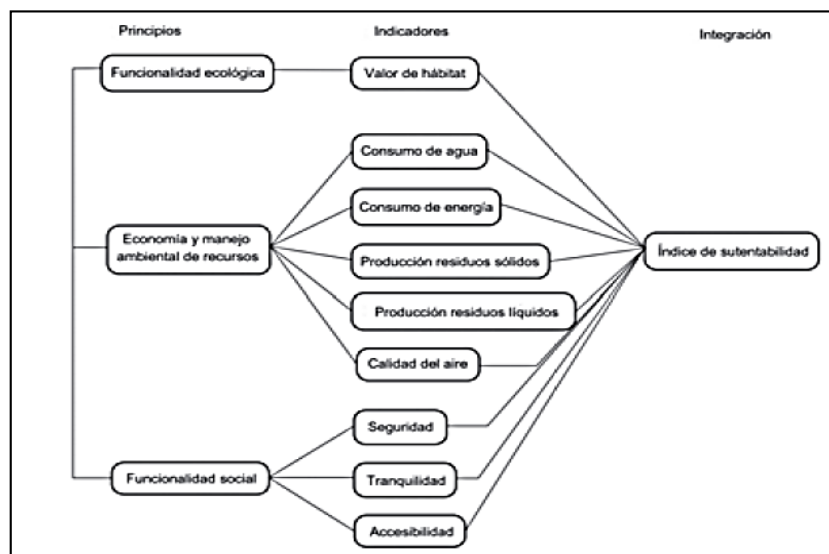 Principios Indicadores Integración
Funcionalidad ecológica
Valor de hábitat
Consumo de agua
Consumo de energía
Economía y manejo
ambiental de recursos
Índice de sutentabilidad
Producción residuos sólidos
Producción residuos líquidos
Calidad del aire
Seguridad
Funcionalidad social
Tranquilidad
Accesibilidad